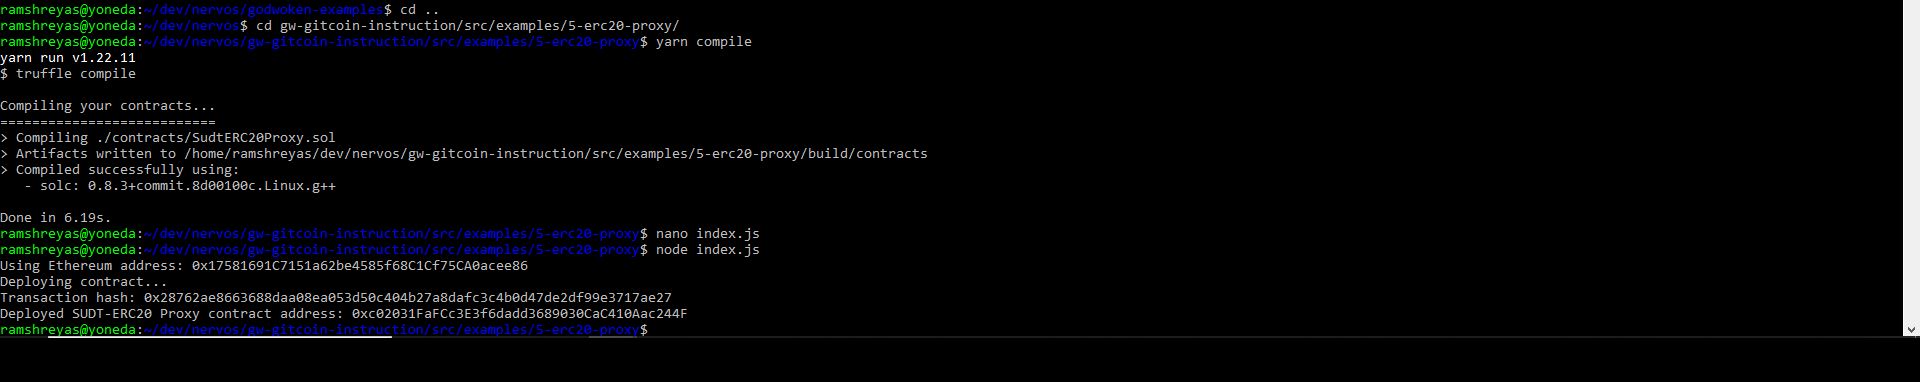 ramshreyas@yoneda:~/dev/nervos/godwoken-examples$ cd ..
ramshreyas@yoneda:~/dev/nervos$ cd gw-gitcoin-instruction/src/examples/5-erc20-proxy/
ramshreyas@yoneda:~/dev/nervos/gw-gitcoin-instruction/src/examples/5-erc20-proxy$ yarn compile
yarn run v1.22.11
$ truffle compile
Compiling your contracts...
===========================
> Compiling ./contracts/SudtERC20Proxy.sol
> Artifacts written to /home/ramshreyas/dev/nervos/gw-gitcoin-instruction/src/examples/5-erc20-proxy/build/contracts
> Compiled successfully using:
- solc: 0.8.3+commit.8d00100c.Linux.g++
Done in 6.19s.
ramshreyas@yoneda:~/dev/nervos/gw-gitcoin-instruction/src/examples/5-erc20-proxy$ nano index.js
ramshreyas@yoneda:~/dev/nervos/gw-gitcoin-instruction/src/examples/5-erc20-proxy$ node index.js
Using Ethereum address: 0x17581691C7151a62be4585f68C1Cf75CA0acee86
Deploying contract...
Transaction hash: 0x28762ae8663688daa08ea053d50c404b27a8dafc3c4b0d47de2df99e3717ae27
Deployed SUDT-ERC20 Proxy contract address: 0xc02031FaFCc3E3f6dadd3689030CaC410Aac244F
ramshreyas@yoneda:~/dev/nervos/gw-gitcoin-instruction/src/examples/5-erc20-proxy$